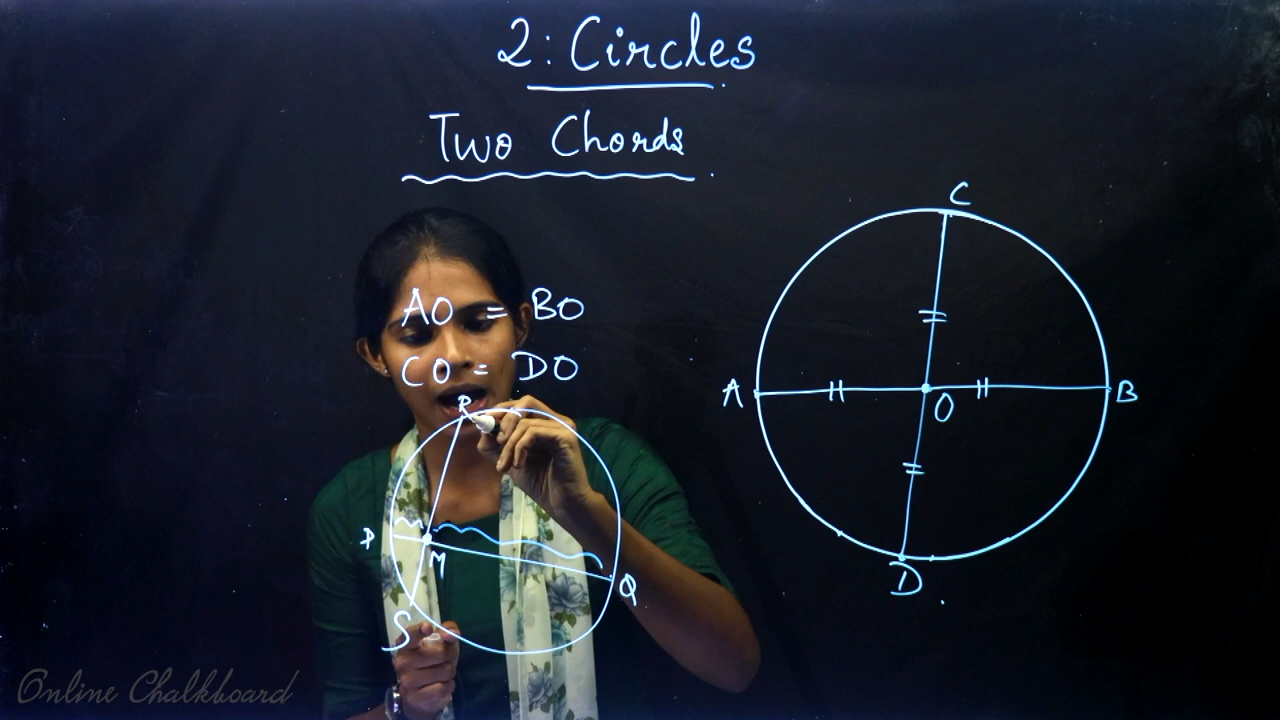 2: Circles
Two Chords
AO = BO
CO = DO
R
P
M
Q
S
C
A
O
B
D
Online Chalkboard